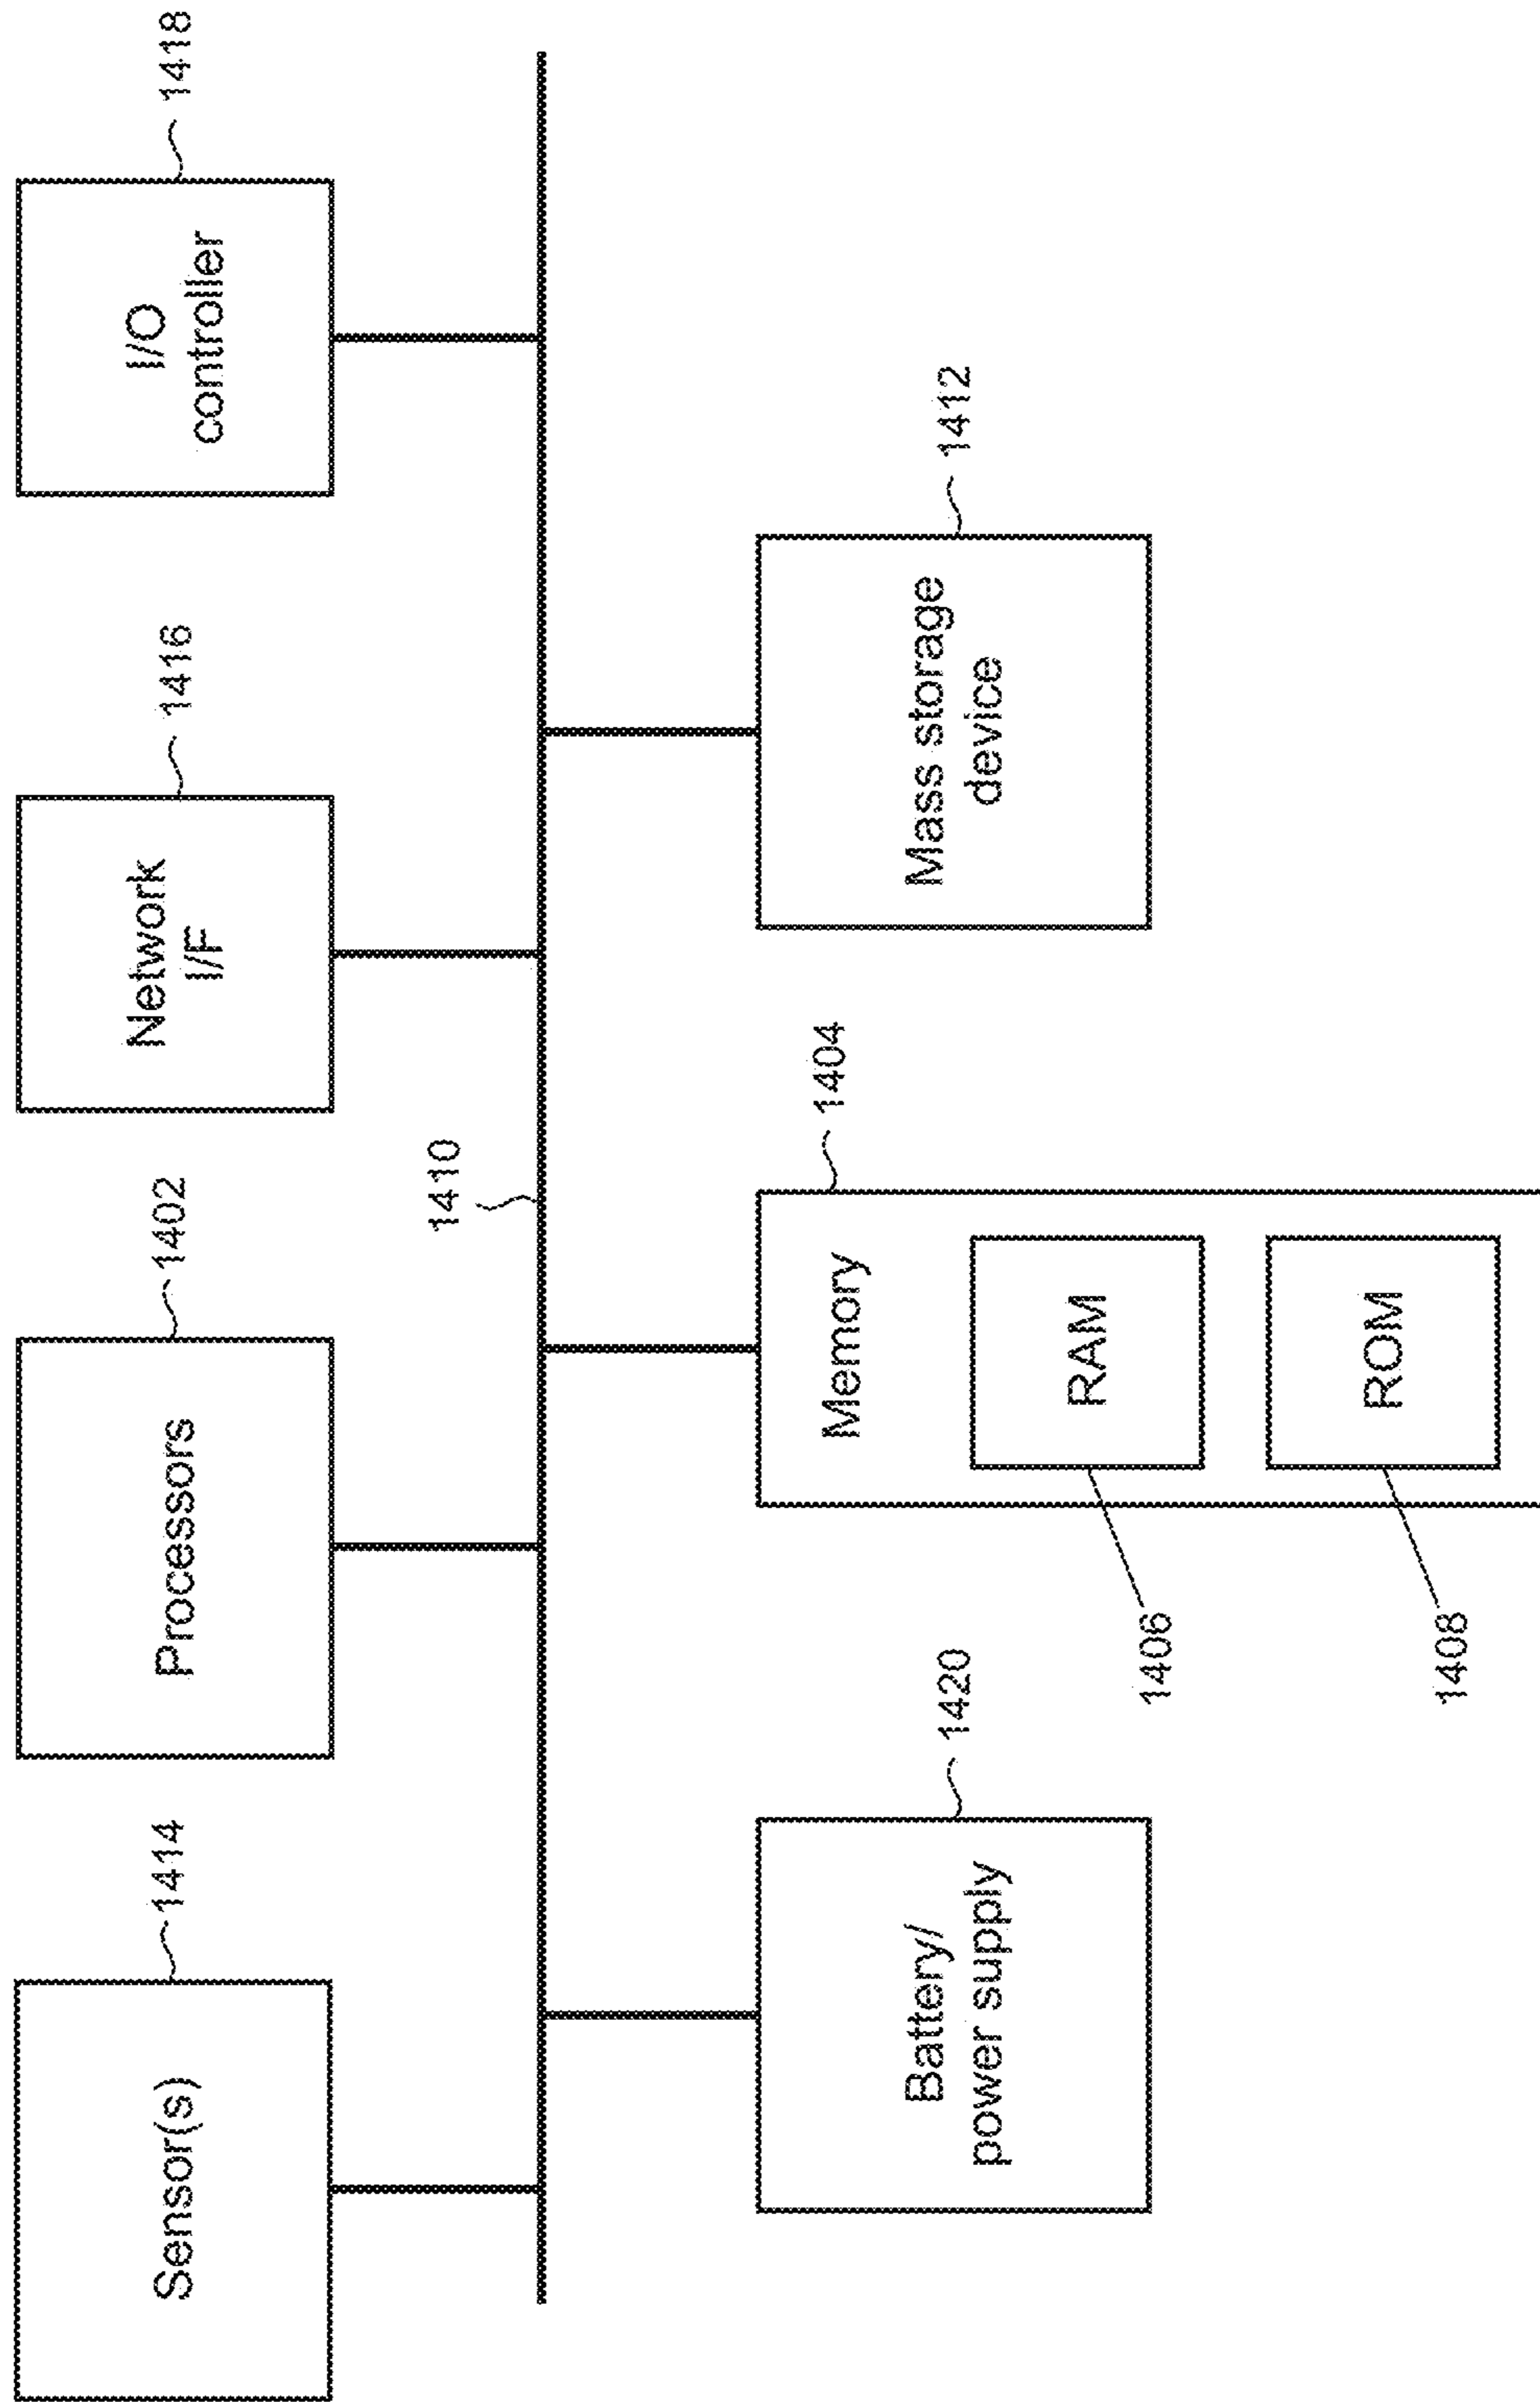 Sensor(s)
1414
Processors
1402
Network
I/F
1416
I/O
controller
1418
1410
Battery/
power supply
1420
Memory
1404
RAM
1406
ROM
1408
Mass storage
device
1412